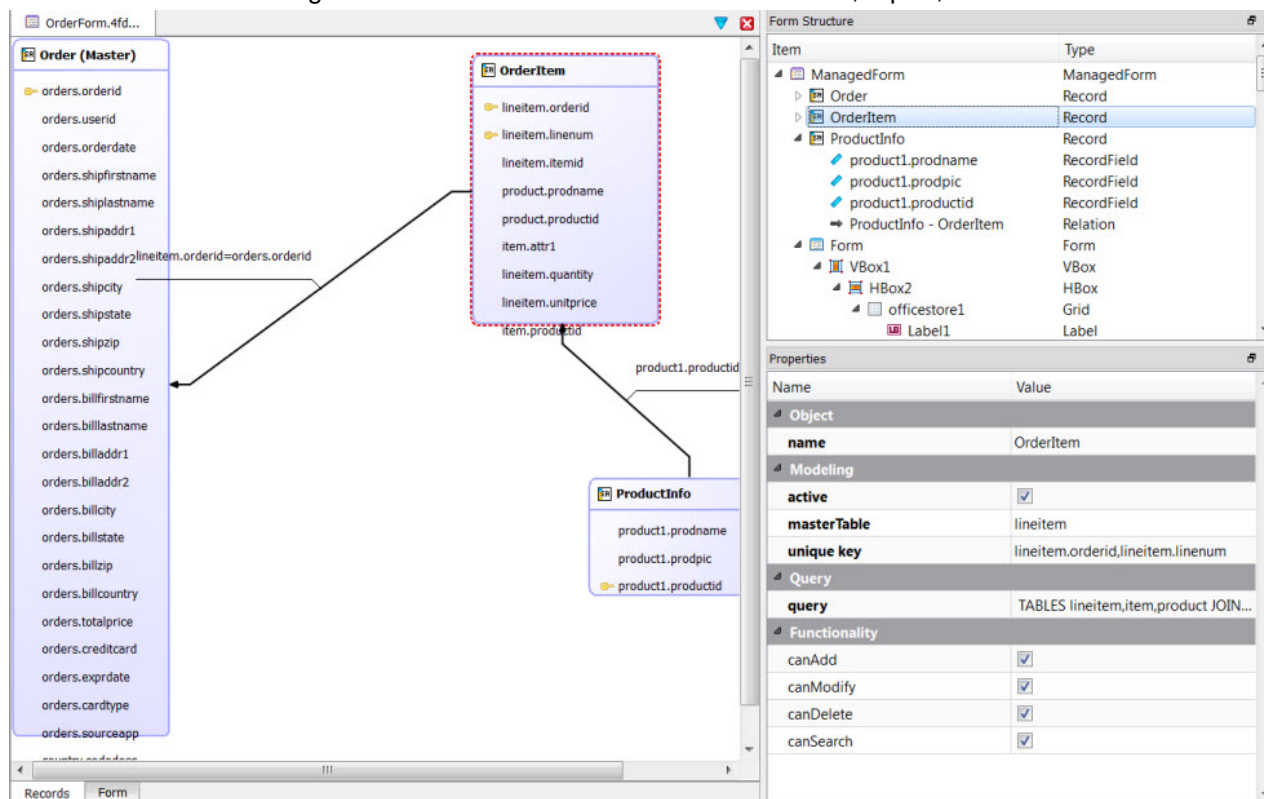 OrderForm.4fd...
Order (Master)
orders.orderid
orders.userid
orders.orderdate
orders.shipfirstname
orders.shiplastname
orders.shipaddr1
orders.shipaddr2
orders.shipcity
orders.shipstate
orders.shipzip
orders.shipcountry
orders.billfirstname
orders.billlastname
orders.billaddr1
orders.billaddr2
orders.billcity
orders.billstate
orders.billzip
orders.billcountry
orders.totalprice
orders.creditcard
orders.exprdate
orders.cardtype
orders.sourceapp
lineitem.orderid=orders.orderid
OrderItem
lineitem.orderid
lineitem.linenum
lineitem.itemid
product.prodname
product.productid
item.attr1
lineitem.quantity
lineitem.unitprice
item.productid
product1.productid
ProductInfo
product1.prodname
product1.prodpic
product1.productid
Records Form
Form Structure
Item Type
ManagedForm ManagedForm
Order Record
OrderItem Record
ProductInfo Record
product1.prodname RecordField
product1.prodpic RecordField
product1.productid RecordField
ProductInfo - OrderItem Relation
Form Form
VBox1 VBox
HBox2 HBox
officestore1 Grid
Label1 Label
Properties
Name Value
Object
name OrderItem
Modeling
active
masterTable lineitem
unique key lineitem.orderid,lineitem.linenum
Query
query TABLES lineitem,item,product JOIN...
Functionality
canAdd
canModify
canDelete
canSearch